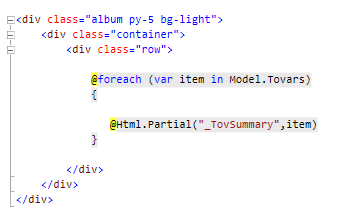 <div class="album py-5 bg-light">
<div class="container">
<div class="row">
@foreach (var item in Model.Tovars)
{
@Html.Partial("_TovSummary",item)
}
</div>
</div>
</div>